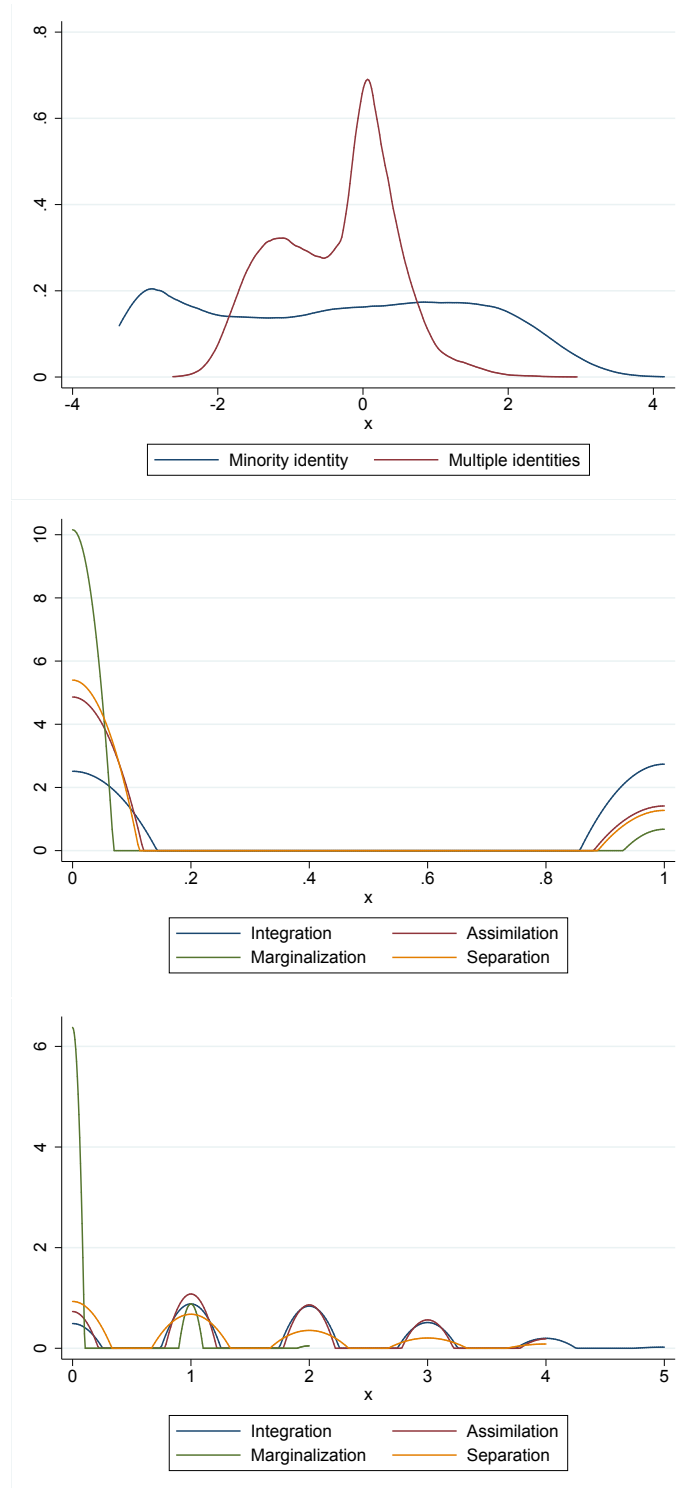 .8
.6
.4
.2
0
-4 -2 0 2 4
x
Minority identity Multiple identities
10
8
6
4
2
0
0 .2 .4 .6 .8 1
x
Integration Assimilation
Marginalization Separation
6
4
2
0
0 1 2 3 4 5
x
Integration Assimilation
Marginalization Separation